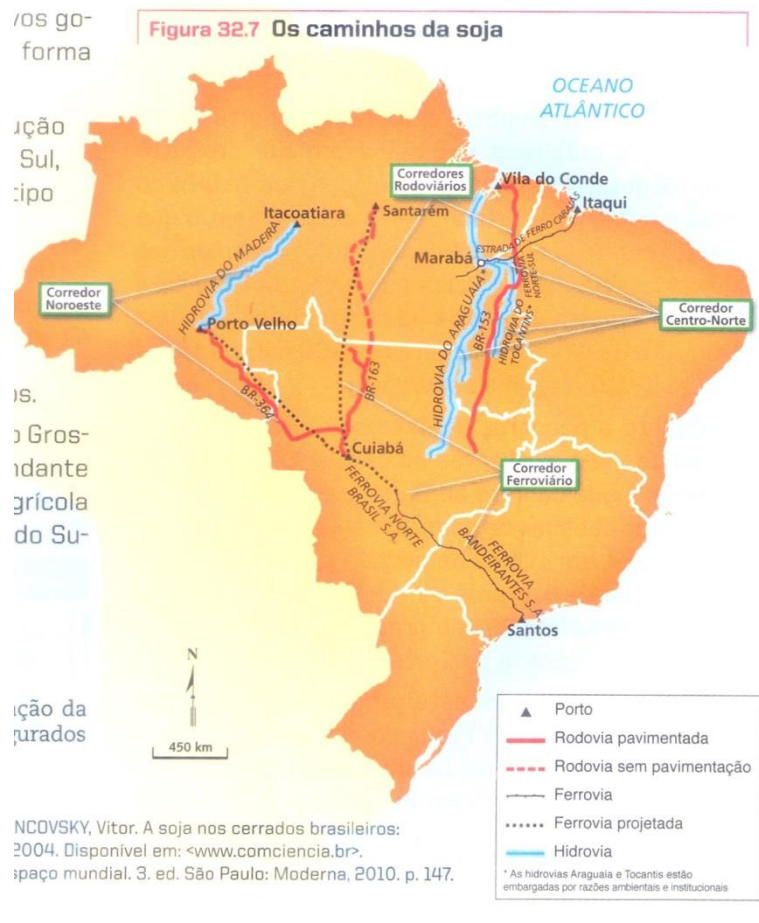 vos go-
forma
ução
Sul,
tipo
os.
o Gros-
ndante
grícola
do Su-
ação da
gurados
Figura 32.7 Os caminhos da soja
OCEANO
ATLÂNTICO
Corredores
Rodoviários
Vila do Conde
Itaqui
Santarém
Itacoatiara
ESTRADA DE FERRO CARAJÁS
Marabá
HIDROVIA DO MADEIRA
FERROVIA
NORTE-SUL
Corredor
Noroeste
Corredor
Centro-Norte
HIDROVIA DO ARAGUAIA*
BR-153
HIDROVIA DO
TOCANTINS*
Porto Velho
BR-364
BR-163
Cuiabá
Corredor
Ferroviário
FERROVIA NORTE
BRASIL S.A.
FERROVIA
BANDEIRANTES S.A.
Santos
N
450 km
Porto
Rodovia pavimentada
Rodovia sem pavimentação
Ferrovia
Ferrovia projetada
Hidrovia
* As hidrovias Araguaia e Tocantis estão
embargadas por razões ambientais e institucionais
NCOVSKY, Vitor. A soja nos cerrados brasileiros:
2004. Disponível em: <www.comciencia.br>.
spaço mundial. 3. ed. São Paulo: Moderna, 2010. p. 147.